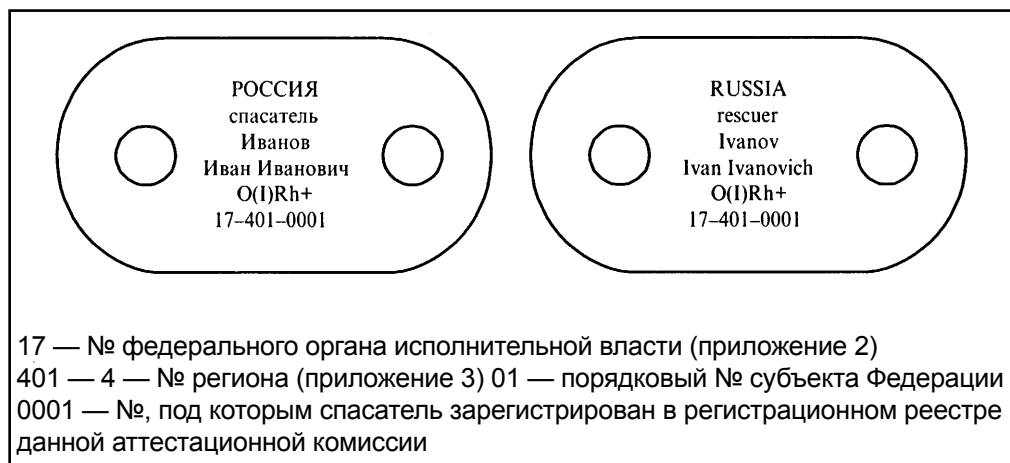 РОССИЯ
спасатель
Иванов
Иван Иванович
O(I)Rh+
17–401–0001
RUSSIA
rescuer
Ivanov
Ivan Ivanovich
O(I)Rh+
17–401–0001
17 — № федерального органа исполнительной власти (приложение 2)
401 — 4 — № региона (приложение 3) 01 — порядковый № субъекта Федерации
0001 — №, под которым спасатель зарегистрирован в регистрационном реестре
данной аттестационной комиссии